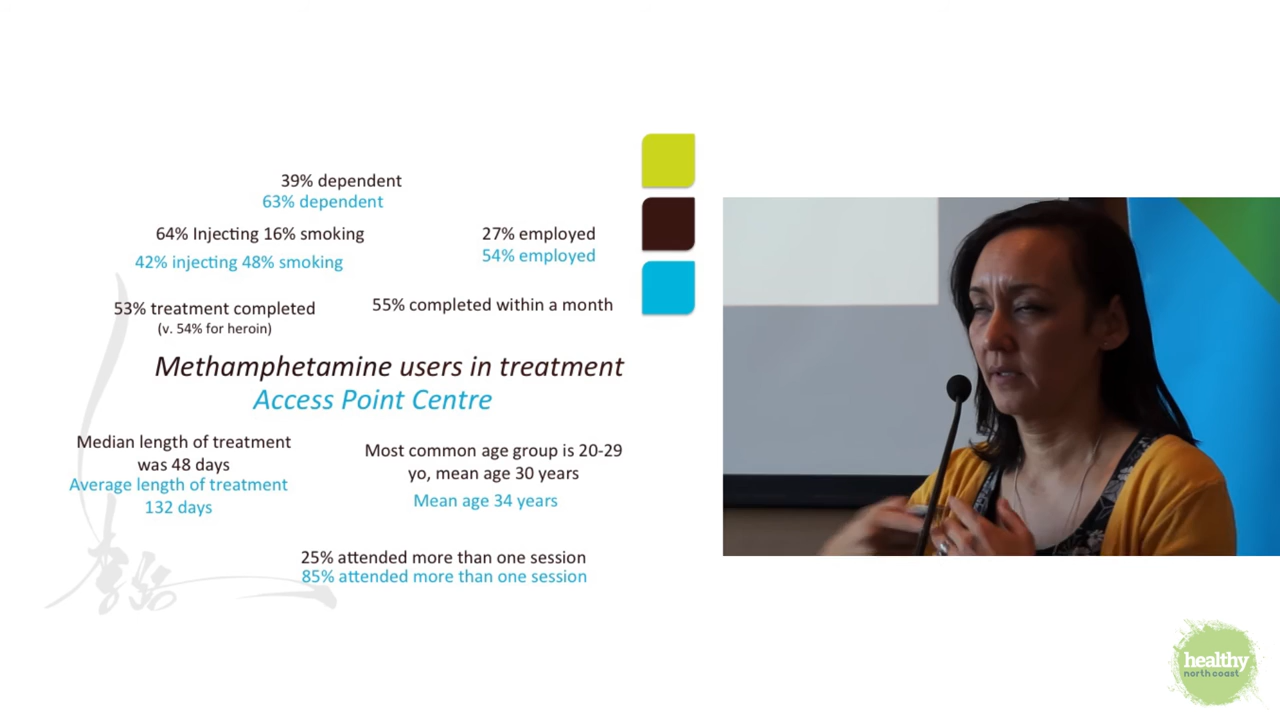 39% dependent
63% dependent
64% Injecting 16% smoking
42% injecting 48% smoking
27% employed
54% employed
53% treatment completed
(v. 54% for heroin)
55% completed within a month
Methamphetamine users in treatment
Access Point Centre
Median length of treatment
was 48 days
Average length of treatment
132 days
Most common age group is 20-29
yo, mean age 30 years
Mean age 34 years
25% attended more than one session
85% attended more than one session
healthy
north coast